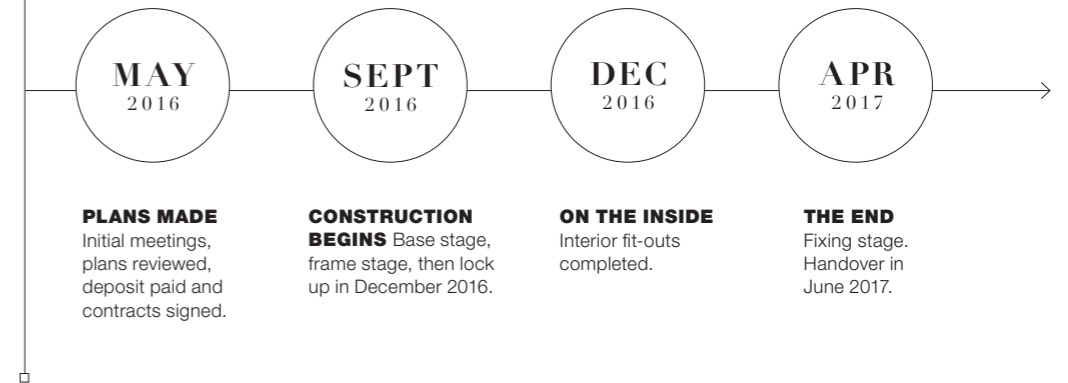 MAY
2016
SEPT
2016
DEC
2016
APR
2017
PLANS MADE
Initial meetings,
plans reviewed,
deposit paid and
contracts signed.
CONSTRUCTION
BEGINS Base stage,
frame stage, then lock
up in December 2016.
ON THE INSIDE
Interior fit-outs
completed.
THE END
Fixing stage.
Handover in
June 2017.